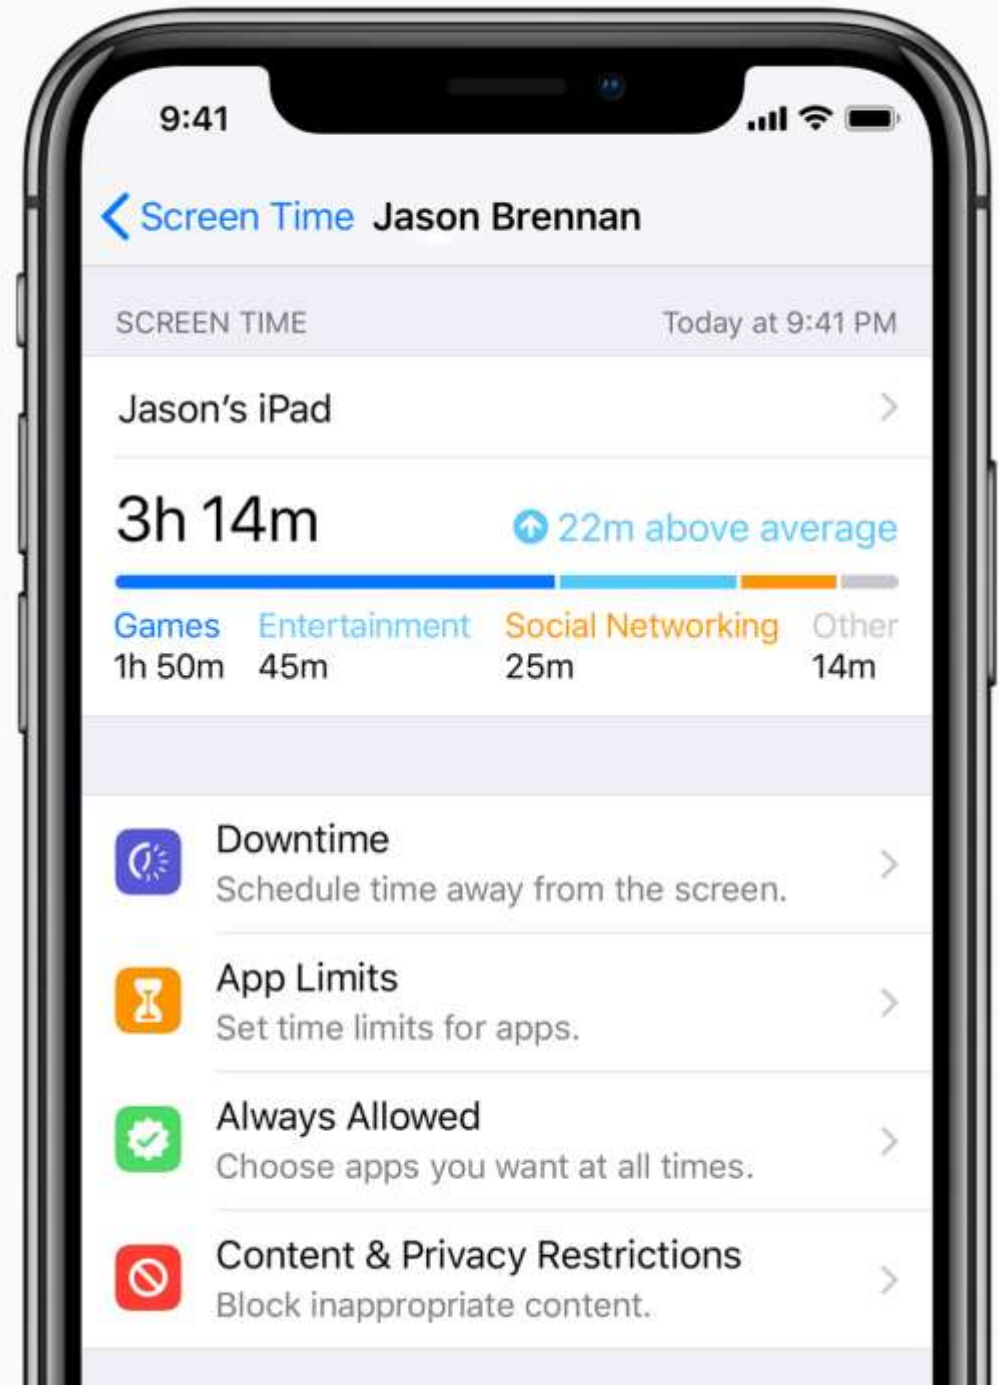 9:41
Screen Time Jason Brennan
SCREEN TIME Today at 9:41 PM
Jason’s iPad
3h 14m 22m above average
Games Entertainment Social Networking Other
1h 50m 45m 25m 14m
Downtime
Schedule time away from the screen.
App Limits
Set time limits for apps.
Always Allowed
Choose apps you want at all times.
Content & Privacy Restrictions
Block inappropriate content.